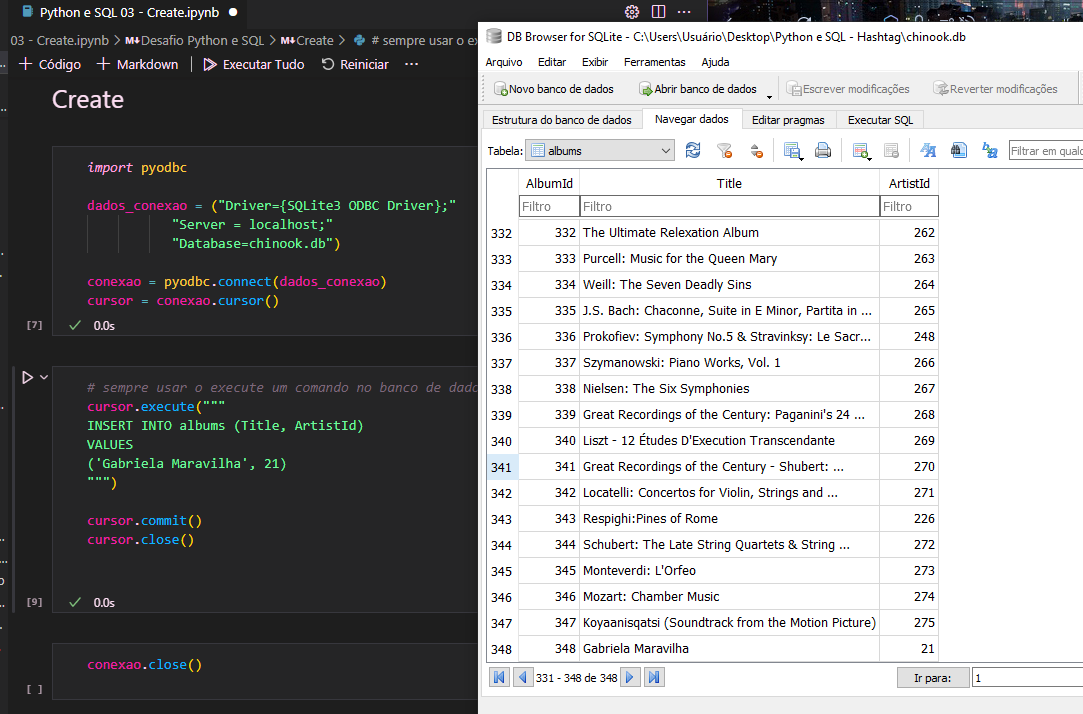 Python e SQL 03 - Create.ipynb
03 - Create.ipynb > M↓Desafio Python e SQL > M↓Create > # sempre usar o ex
+ Código + Markdown | Executar Tudo Reiniciar ...
Create
import pyodbc
dados_conexao = ("Driver={SQLite3 ODBC Driver};"
"Server = localhost;"
"Database=chinook.db")
conexao = pyodbc.connect(dados_conexao)
cursor = conexao.cursor()
[7] 0.0s
# sempre usar o execute um comando no banco de dado
cursor.execute("""
INSERT INTO albums (Title, ArtistId)
VALUES
('Gabriela Maravilha', 21)
""")
cursor.commit()
cursor.close()
[9] 0.0s
conexao.close()
[ ]
DB Browser for SQLite - C:\Users\Usuário\Desktop\Python e SQL - Hashtag\chinook.db
Arquivo Editar Exibir Ferramentas Ajuda
Novo banco de dados Abrir banco de dados Escrever modificações Reverter modificações
Estrutura do banco de dados Navegar dados Editar pragmas Executar SQL
Tabela: albums Filtrar em qualq
AlbumId Title ArtistId
Filtro Filtro Filtro
332 332 The Ultimate Relexation Album 262
333 333 Purcell: Music for the Queen Mary 263
334 334 Weill: The Seven Deadly Sins 264
335 335 J.S. Bach: Chaconne, Suite in E Minor, Partita in ... 265
336 336 Prokofiev: Symphony No.5 & Stravinksy: Le Sacr... 248
337 337 Szymanowski: Piano Works, Vol. 1 266
338 338 Nielsen: The Six Symphonies 267
339 339 Great Recordings of the Century: Paganini's 24 ... 268
340 340 Liszt - 12 Études D'Execution Transcendante 269
341 341 Great Recordings of the Century - Shubert: ... 270
342 342 Locatelli: Concertos for Violin, Strings and ... 271
343 343 Respighi:Pines of Rome 226
344 344 Schubert: The Late String Quartets & String ... 272
345 345 Monteverdi: L'Orfeo 273
346 346 Mozart: Chamber Music 274
347 347 Koyaanisqatsi (Soundtrack from the Motion Picture) 275
348 348 Gabriela Maravilha 21
331 - 348 de 348 Ir para: 1